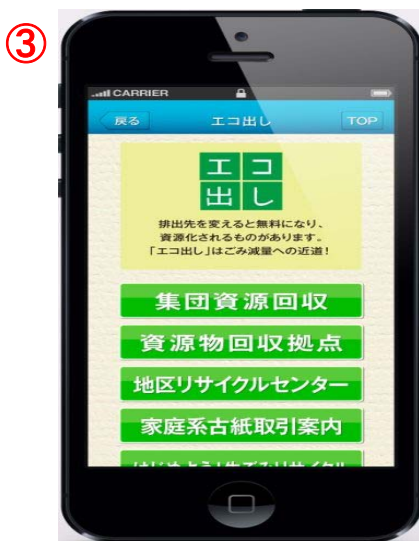 ③
CARRIER
戻る
エコ出し
TOP
エコ
出し
排出先を変えると無料になり、
資源化されるものがあります。
「エコ出し」はごみ減量への近道!
集団資源回収
資源物回収拠点
地区リサイクルセンター
家庭系古紙取引案内